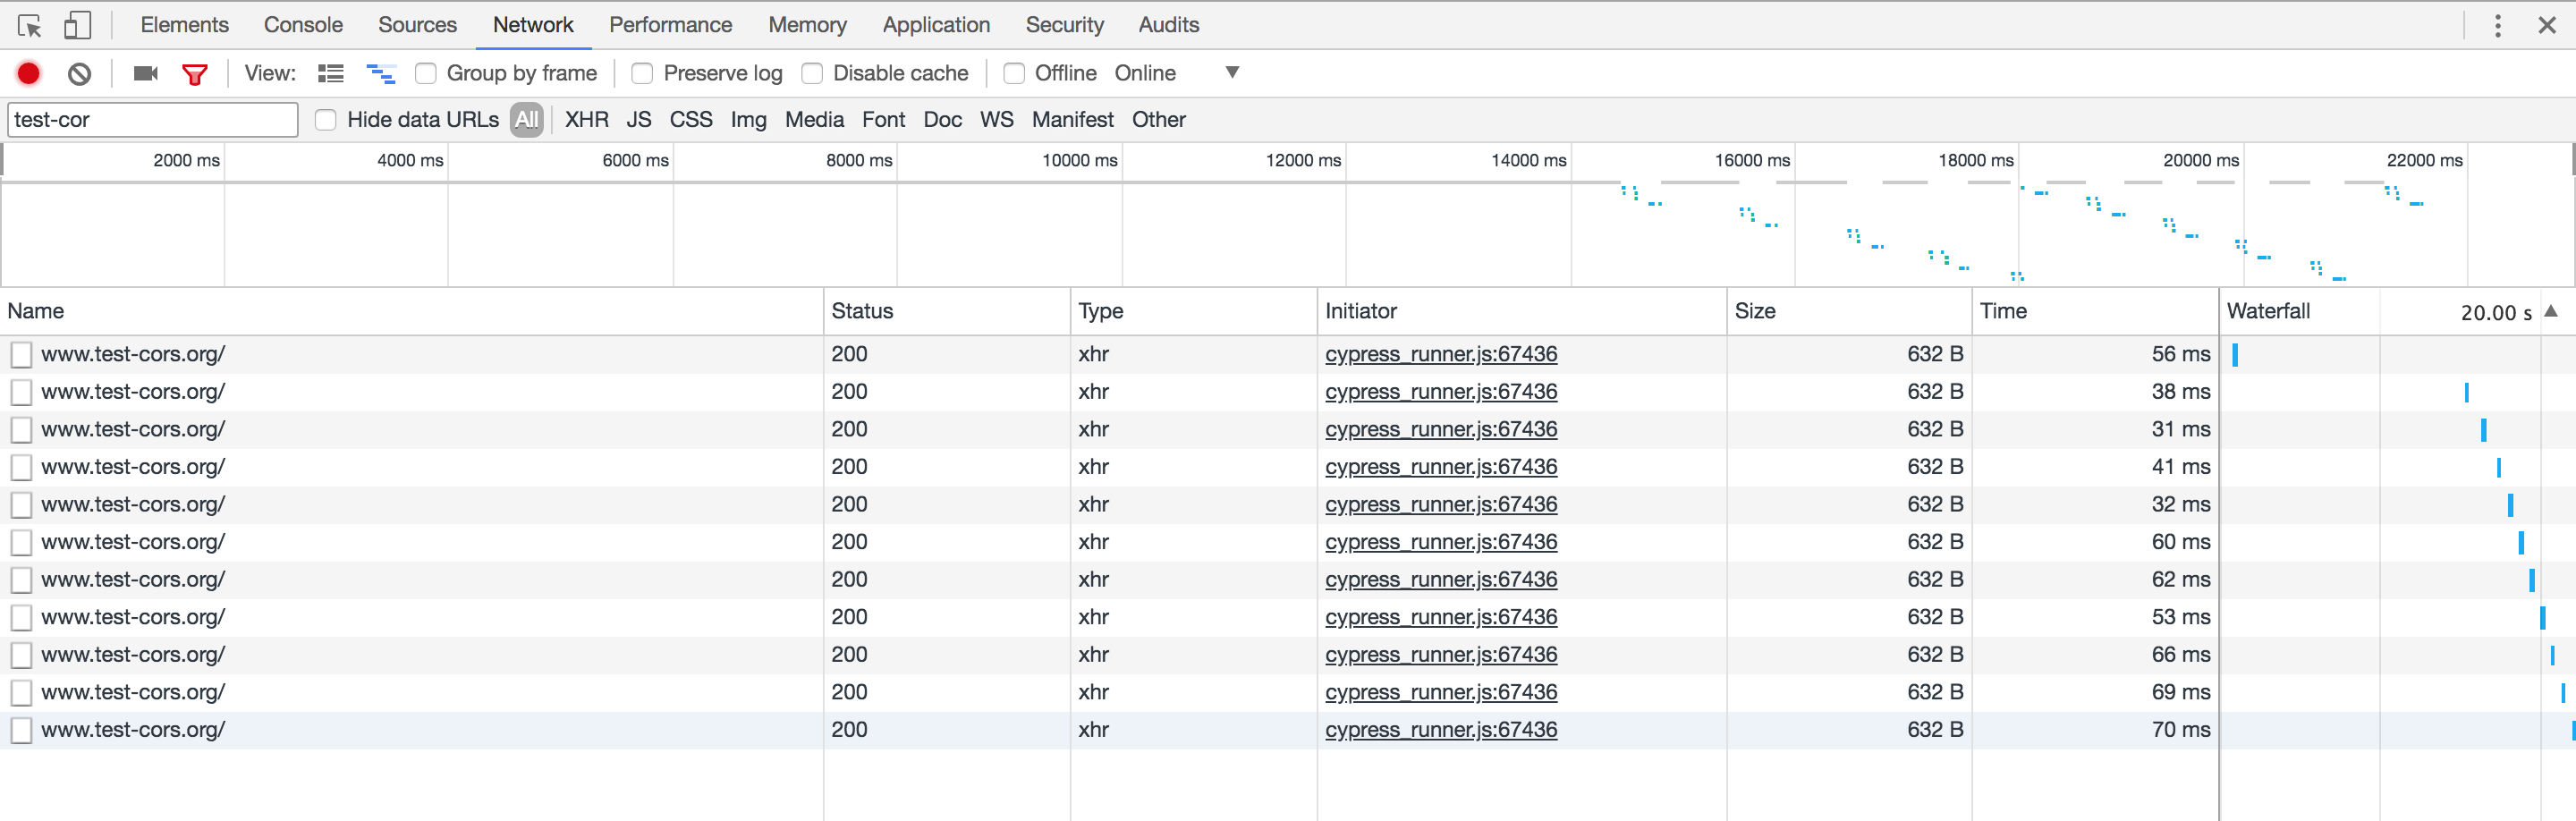 Elements Console Sources Network Performance Memory Application Security Audits
View: Group by frame Preserve log Disable cache Offline Online
test-cor Hide data URLs All XHR JS CSS Img Media Font Doc WS Manifest Other
2000 ms 4000 ms 6000 ms 8000 ms 10000 ms 12000 ms 14000 ms 16000 ms 18000 ms 20000 ms 22000 ms
Name Status Type Initiator Size Time Waterfall 20.00 s
www.test-cors.org/ 200 xhr cypress_runner.js:67436 632 B 56 ms
www.test-cors.org/ 200 xhr cypress_runner.js:67436 632 B 38 ms
www.test-cors.org/ 200 xhr cypress_runner.js:67436 632 B 31 ms
www.test-cors.org/ 200 xhr cypress_runner.js:67436 632 B 41 ms
www.test-cors.org/ 200 xhr cypress_runner.js:67436 632 B 32 ms
www.test-cors.org/ 200 xhr cypress_runner.js:67436 632 B 60 ms
www.test-cors.org/ 200 xhr cypress_runner.js:67436 632 B 62 ms
www.test-cors.org/ 200 xhr cypress_runner.js:67436 632 B 53 ms
www.test-cors.org/ 200 xhr cypress_runner.js:67436 632 B 66 ms
www.test-cors.org/ 200 xhr cypress_runner.js:67436 632 B 69 ms
www.test-cors.org/ 200 xhr cypress_runner.js:67436 632 B 70 ms